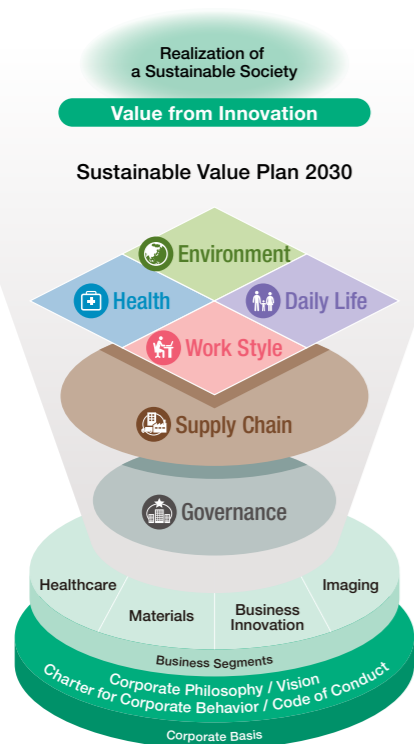 Realization of
a Sustainable Society
Value from Innovation
Sustainable Value Plan 2030
Environment
Health
Daily Life
Work Style
Supply Chain
Governance
Healthcare
Materials
Business
Innovation
Imaging
Business Segments
Corporate Philosophy / Vision
Charter for Corporate Behavior / Code of Conduct
Corporate Basis